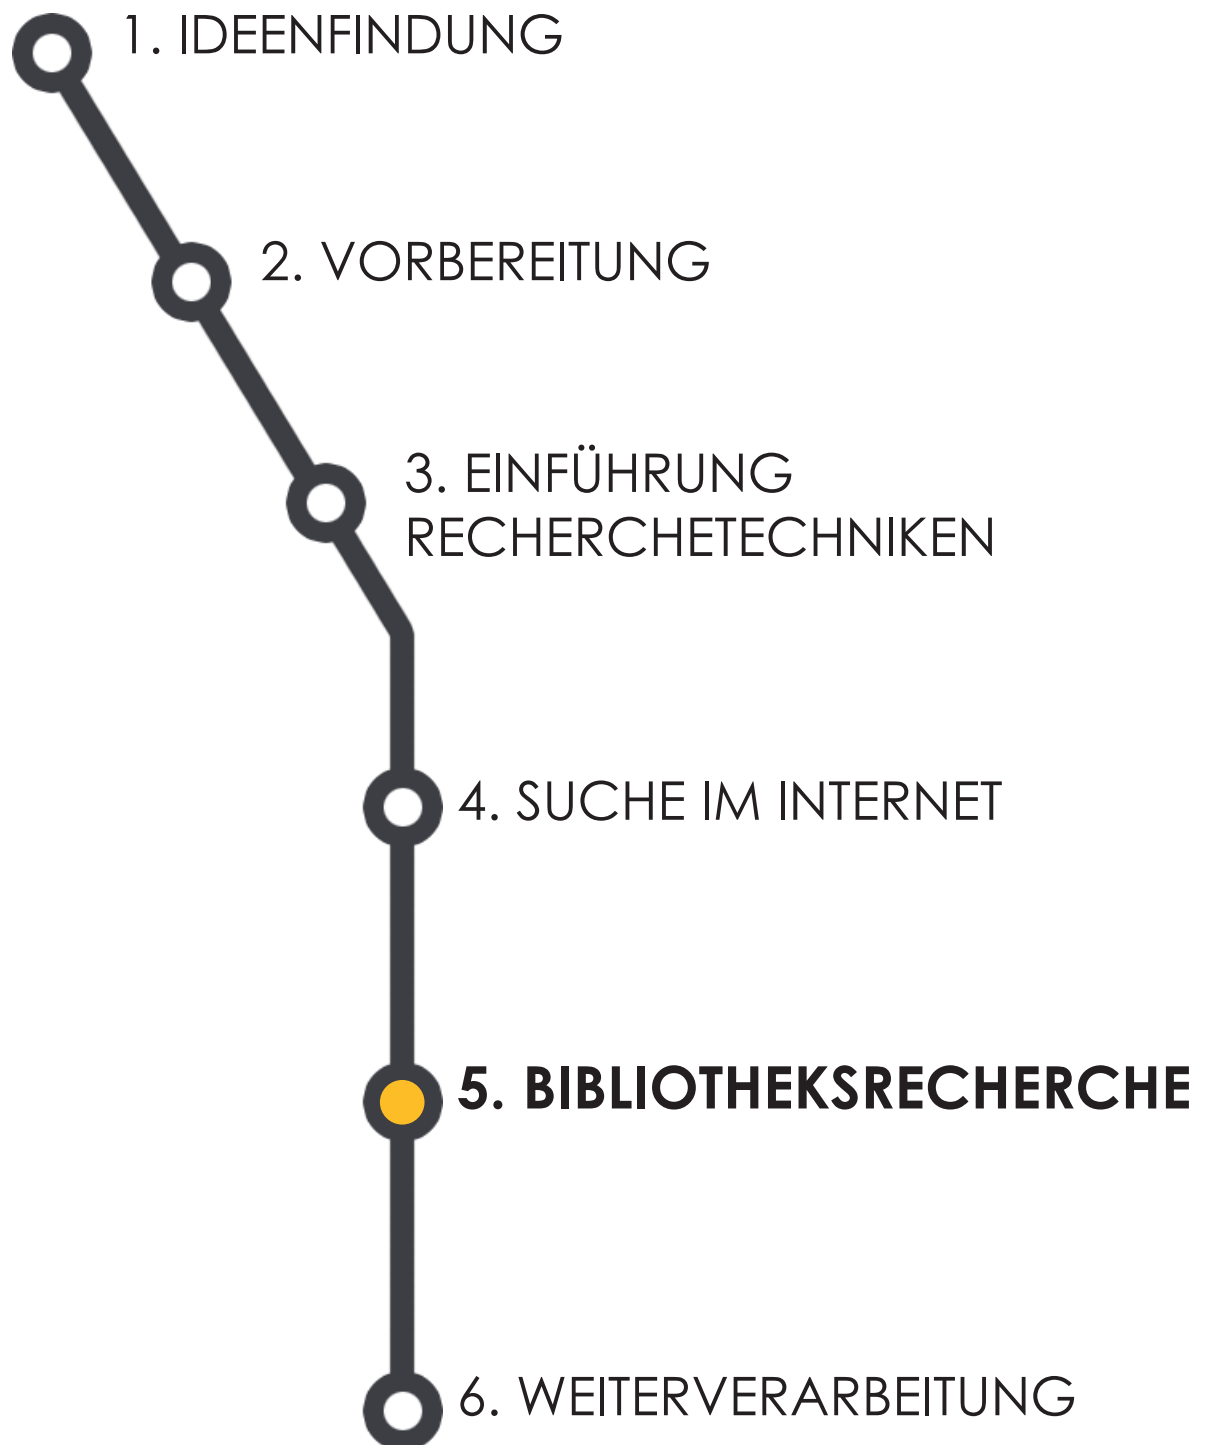 1. IDEENFINDUNG
2. VORBEREITUNG
3. EINFÜHRUNG
RECHERCHETECHNIKEN
4. SUCHE IM INTERNET
5. BIBLIOTHEKSRECHERCHE
6. WEITERVERARBEITUNG